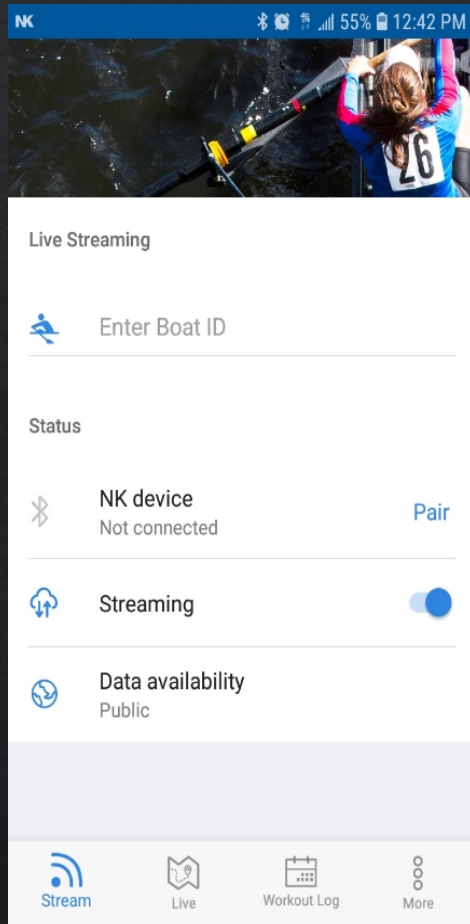 NK 55% 12:42 PM
26
Live Streaming
Enter Boat ID
Status
NK device
Not connected
Pair
Streaming
Data availability
Public
Stream Live Workout Log More